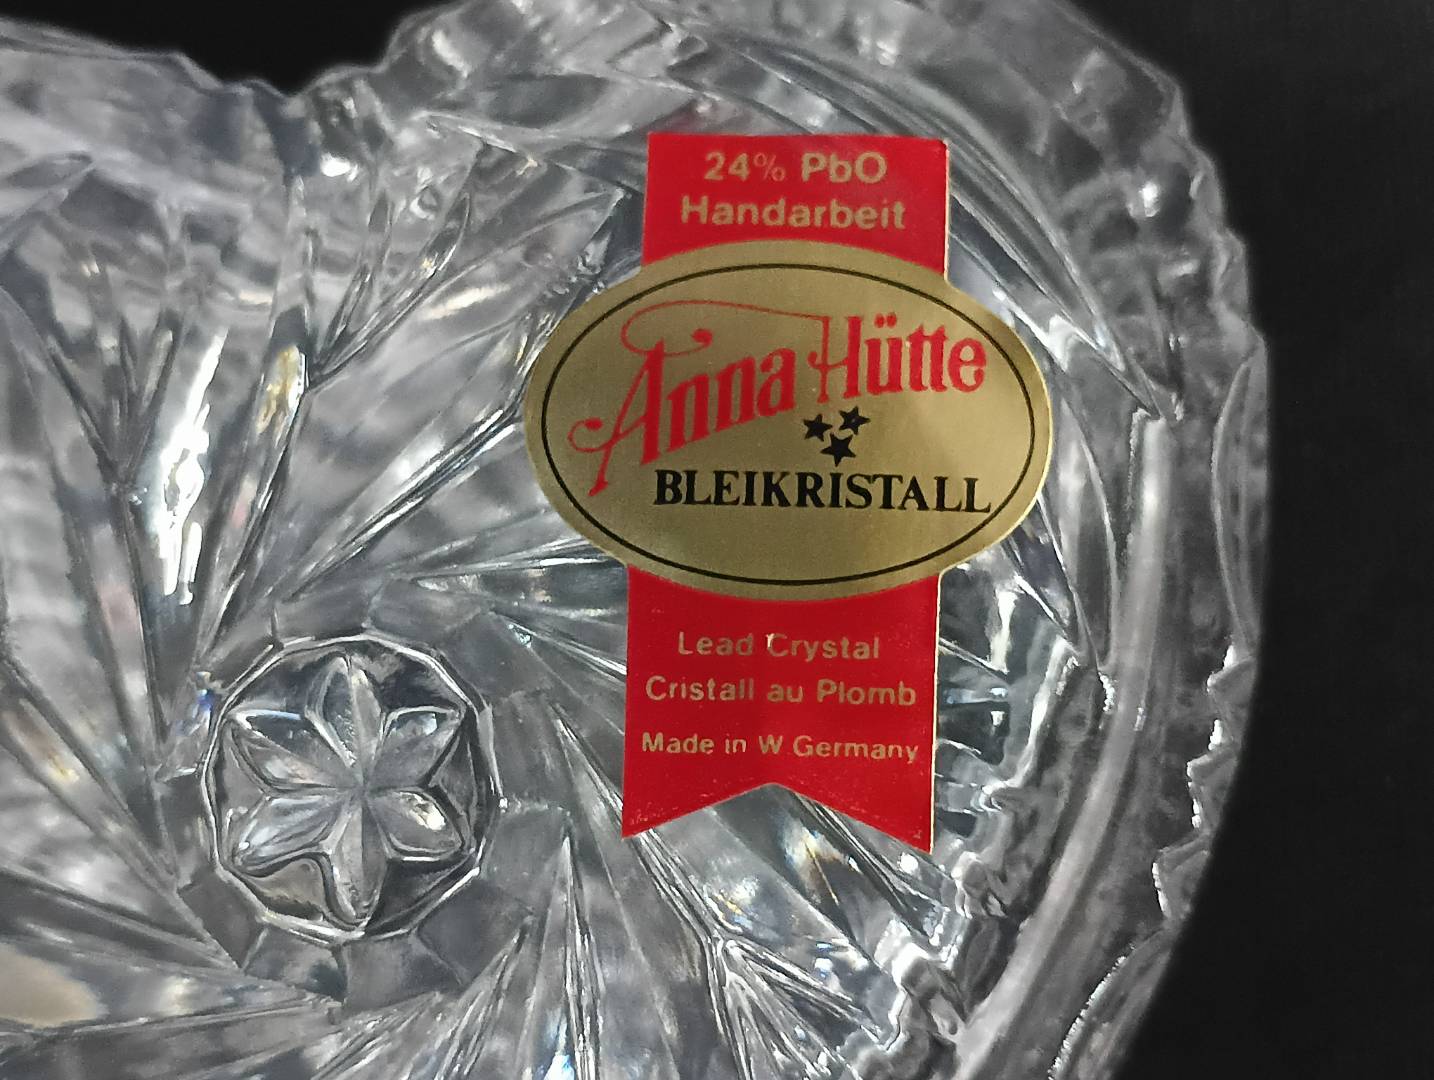 24% PbO
Handarbeit
Anna Hütte
BLEIKRISTALL
Lead Crystal
Cristall au Plomb
Made in W.Germany